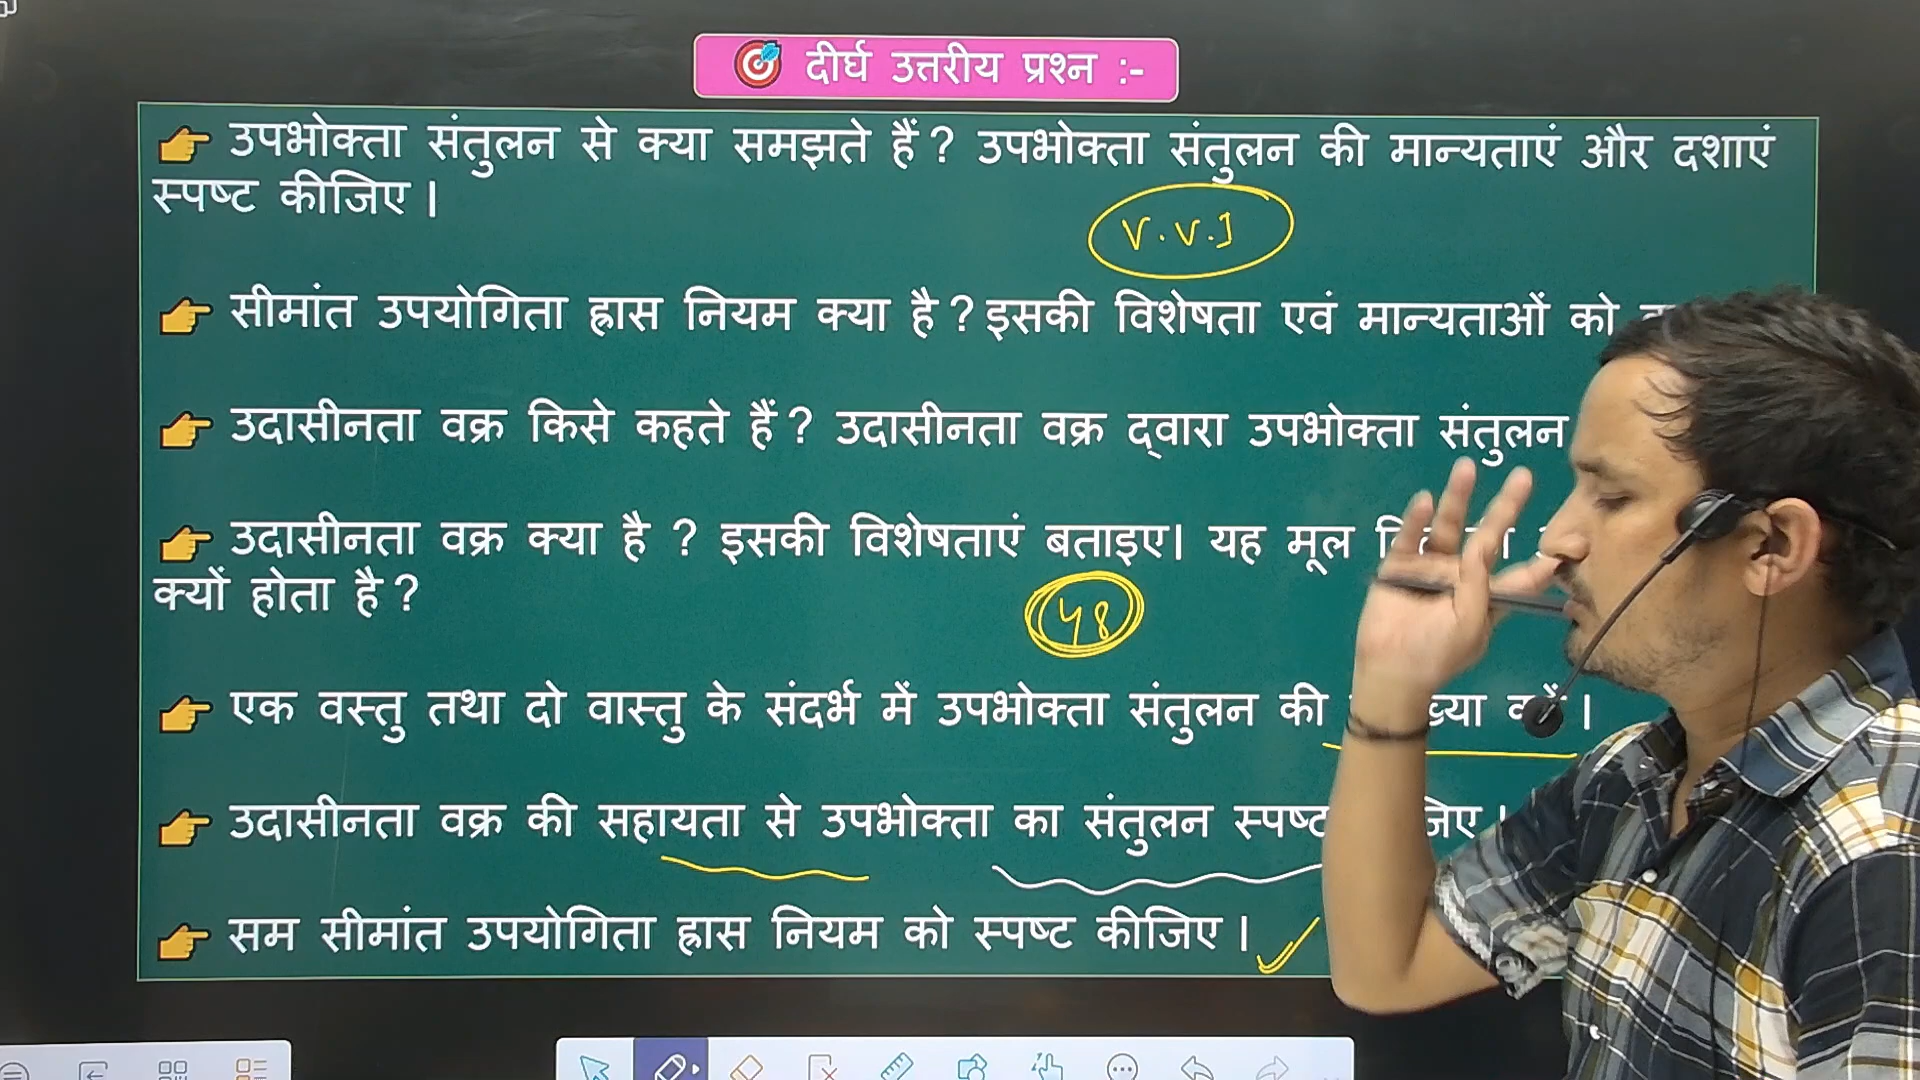 दीर्घ उत्तरीय प्रश्न :-
उपभोक्ता संतुलन से क्या समझते हैं ? उपभोक्ता संतुलन की मान्यताएं और दशाएं
स्पष्ट कीजिए ।
V.V.I
सीमांत उपयोगिता ह्रास नियम क्या है ? इसकी विशेषता एवं मान्यताओं को
उदासीनता वक्र किसे कहते हैं ? उदासीनता वक्र द्वारा उपभोक्ता संतुलन
उदासीनता वक्र क्या है ? इसकी विशेषताएं बताइए। यह मूल
क्यों होता है ?
48
एक वस्तु तथा दो वास्तु के संदर्भ में उपभोक्ता संतुलन की
उदासीनता वक्र की सहायता से उपभोक्ता का संतुलन स्पष्ट
सम सीमांत उपयोगिता ह्रास नियम को स्पष्ट कीजिए ।